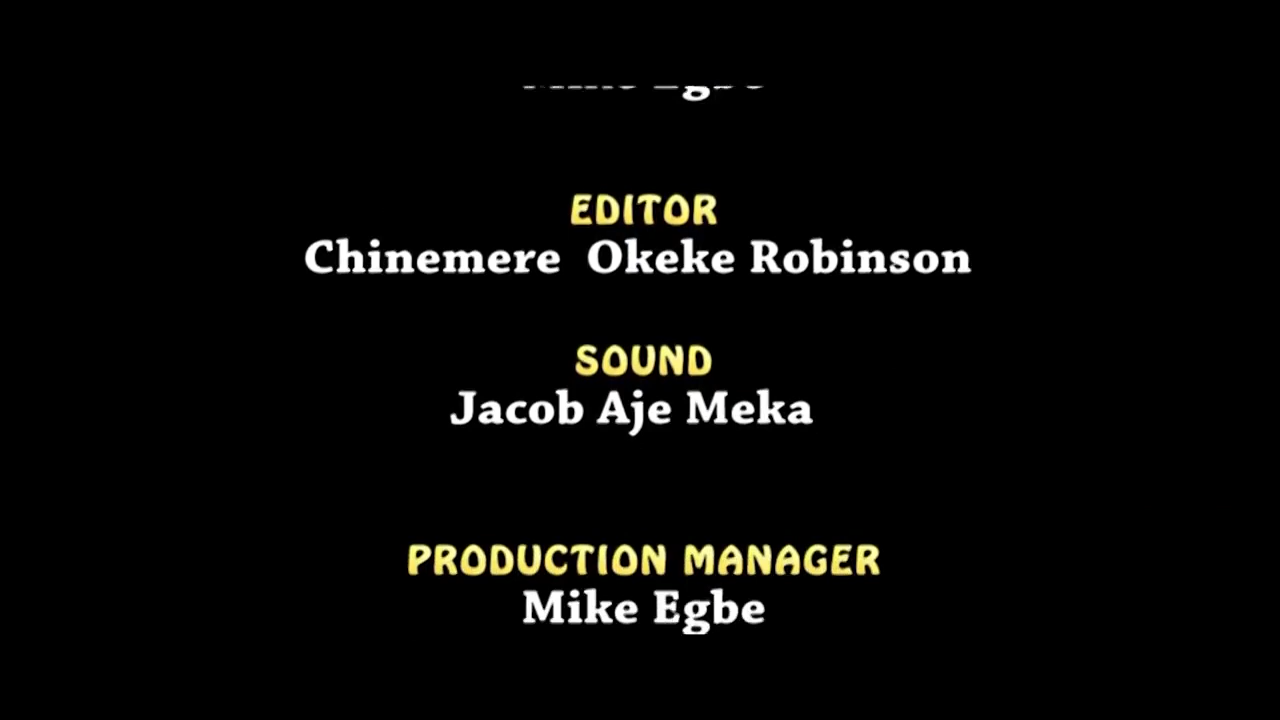 EDITOR
Chinemere Okeke Robinson
SOUND
Jacob Aje Meka
PRODUCTION MANAGER
Mike Egbe